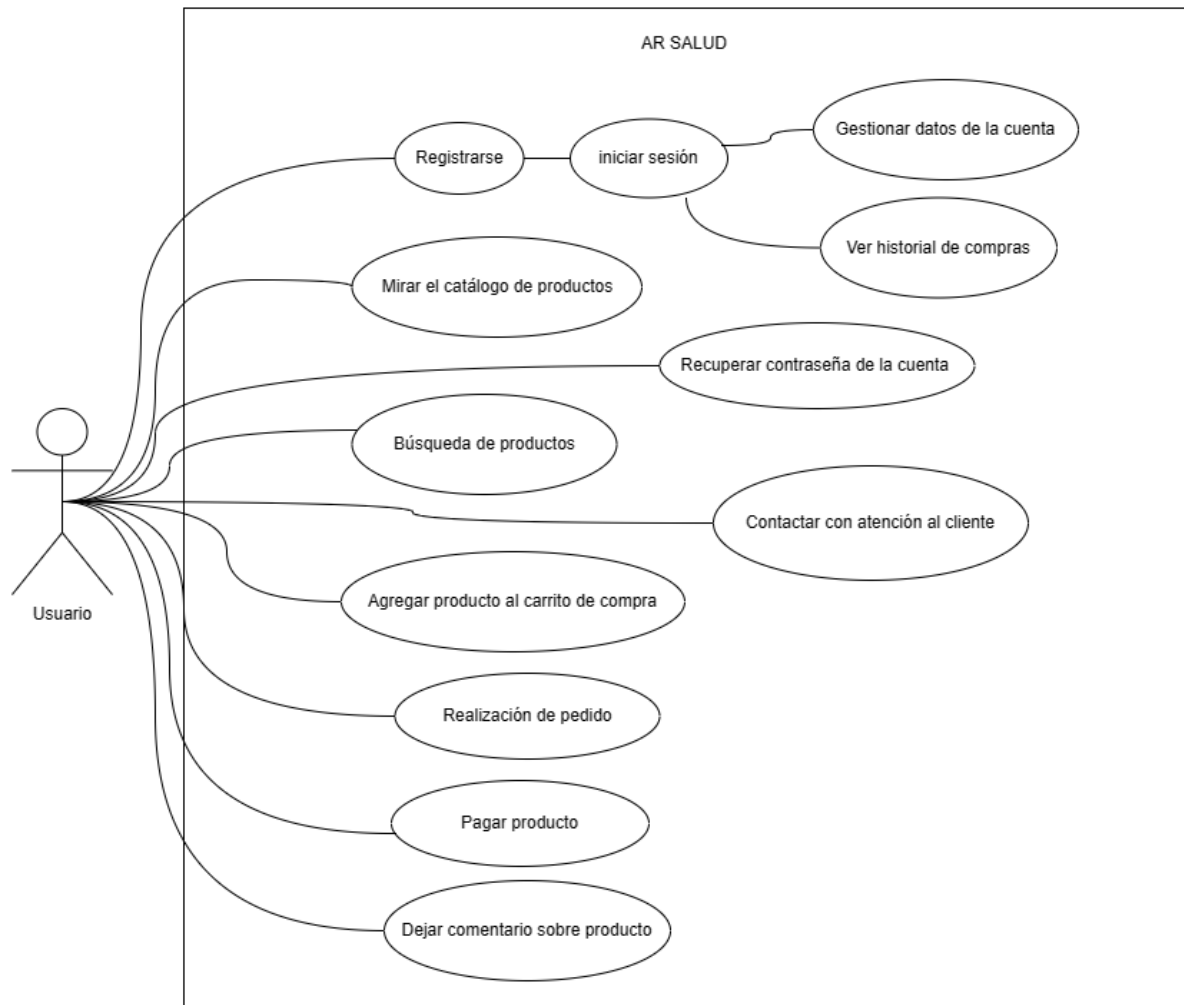 AR SALUD
Gestionar datos de la cuenta
Registrarse
iniciar sesión
Ver historial de compras
Mirar el catálogo de productos
Recuperar contraseña de la cuenta
Búsqueda de productos
Contactar con atención al cliente
Agregar producto al carrito de compra
Usuario
Realización de pedido
Pagar producto
Dejar comentario sobre producto